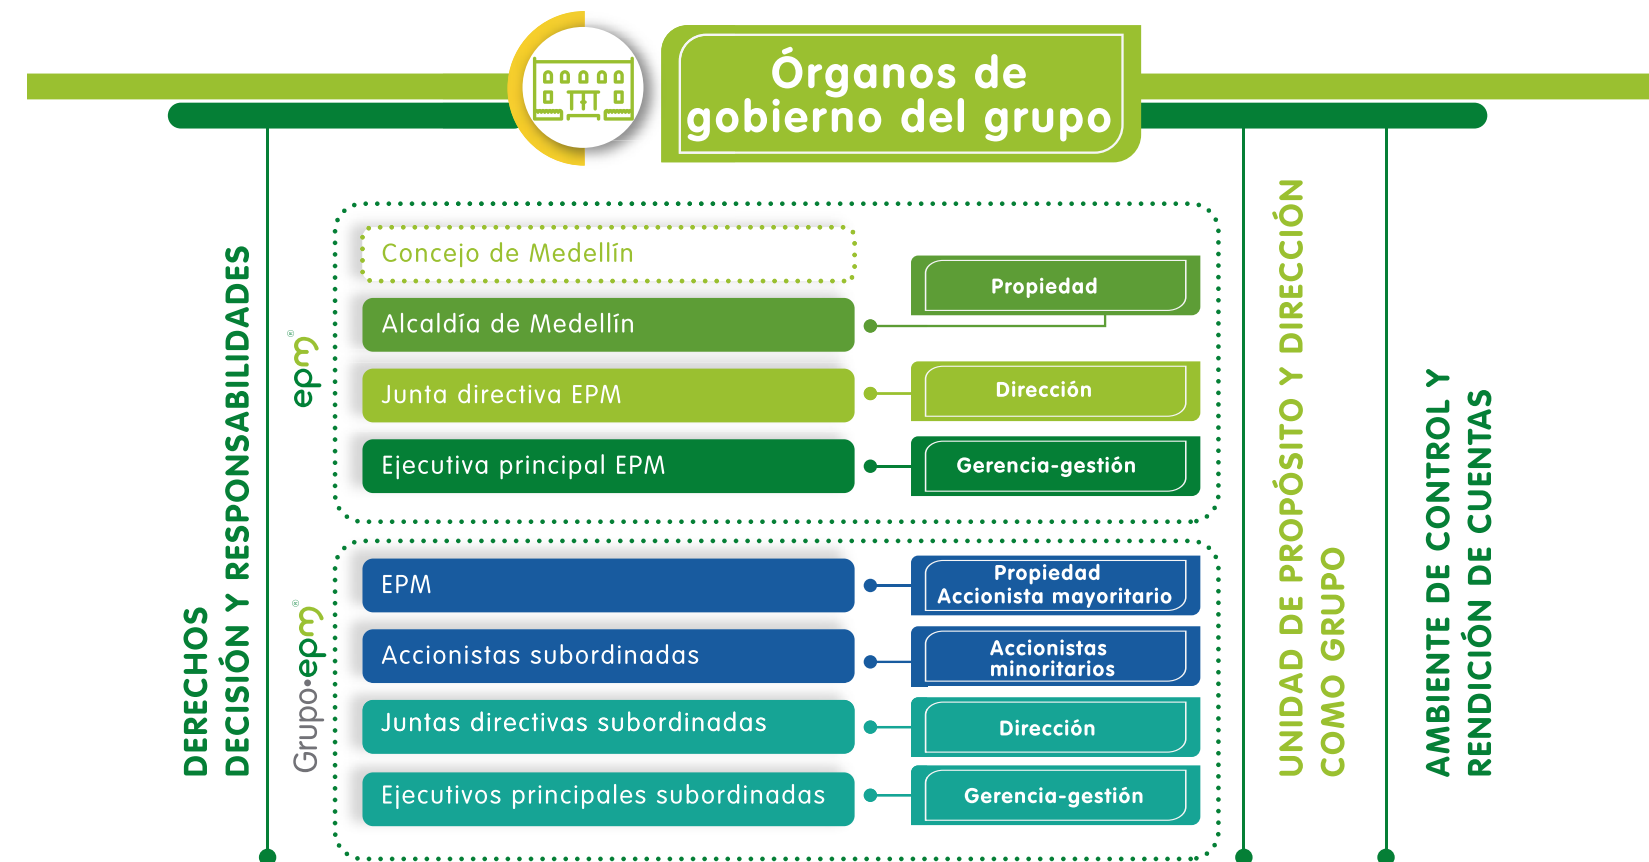 Órganos de
gobierno del grupo
DERECHOS
DECISIÓN Y RESPONSABILIDADES
epm®
Concejo de Medellín
Alcaldía de Medellín
Propiedad
Junta directiva EPM
Dirección
Ejecutiva principal EPM
Gerencia-gestión
Grupo·epm®
EPM
Propiedad
Accionista mayoritario
Accionistas subordinadas
Accionistas
minoritarios
Juntas directivas subordinadas
Dirección
Ejecutivos principales subordinadas
Gerencia-gestión
UNIDAD DE PROPÓSITO Y DIRECCIÓN
COMO GRUPO
AMBIENTE DE CONTROL Y
RENDICIÓN DE CUENTAS